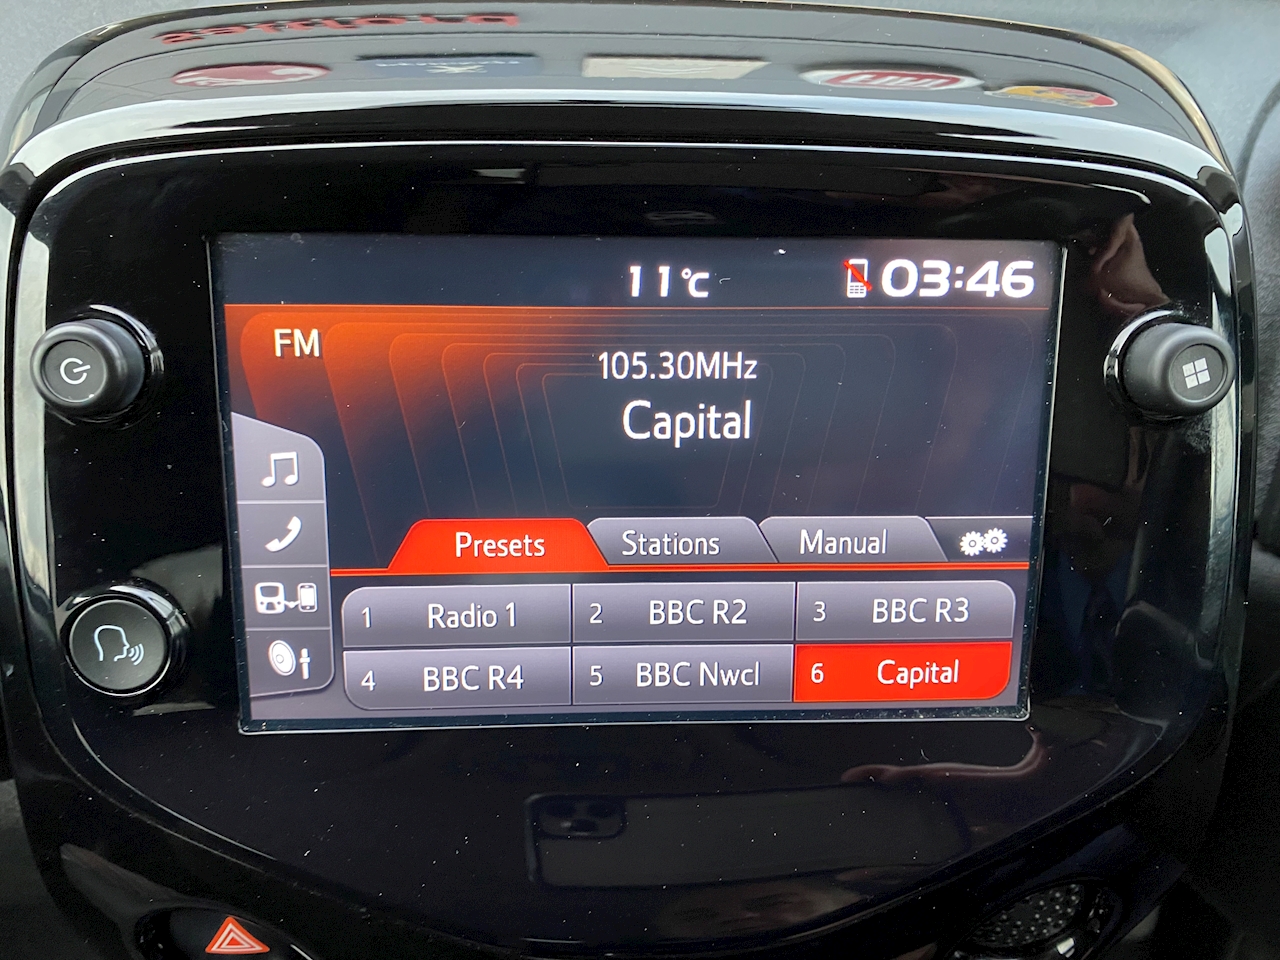 11°C
03:46
FM
105.30MHz
Capital
Presets
Stations
Manual
1 Radio 1
2 BBC R2
3 BBC R3
4 BBC R4
5 BBC Nwcl
6 Capital